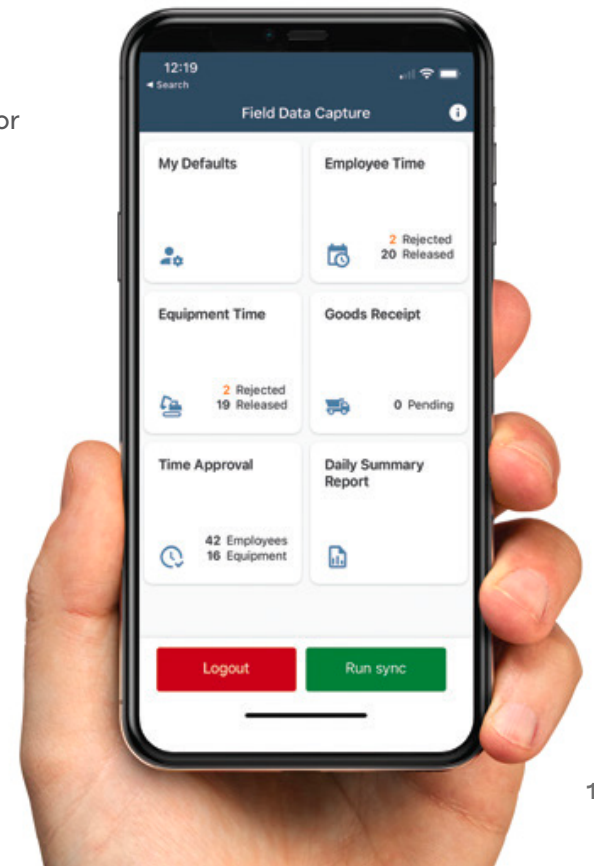 12:19
◄ Search
Field Data Capture
or
My Defaults
Employee Time
2 Rejected
20 Released
Equipment Time
Goods Receipt
2 Rejected
19 Released
0 Pending
Time Approval
Daily Summary
Report
42 Employees
16 Equipment
Logout
Run sync
1